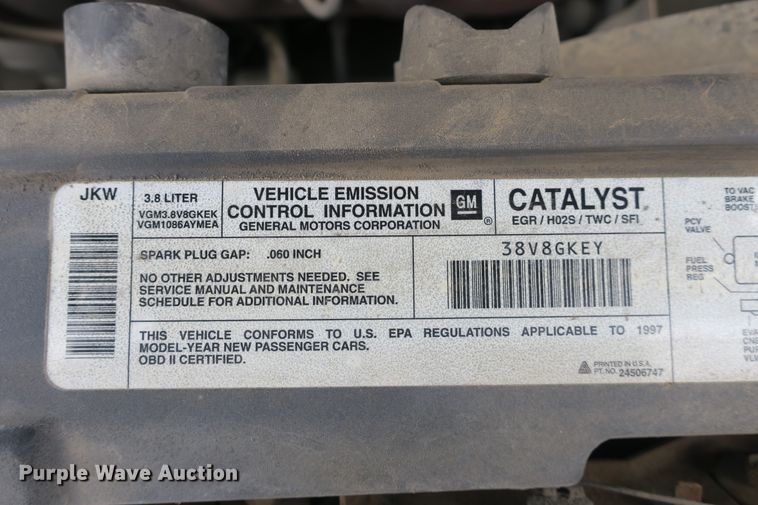 JKW
3.8 LITER
VGM3.8V8GKEK
VGM1086AYMEA
VEHICLE EMISSION
CONTROL INFORMATION
GENERAL MOTORS CORPORATION
GM
®
CATALYST
EGR / H02S / TWC / SFI
SPARK PLUG GAP: .060 INCH
NO OTHER ADJUSTMENTS NEEDED. SEE
SERVICE MANUAL AND MAINTENANCE
SCHEDULE FOR ADDITIONAL INFORMATION.
38V8GKEY
THIS VEHICLE CONFORMS TO U.S. EPA REGULATIONS APPLICABLE TO 1997
MODEL-YEAR NEW PASSENGER CARS.
OBD II CERTIFIED.
PRINTED IN U.S.A.
PT. NO. 24506747
TO VAC
BRAKE
BOOST
PCV
VALVE
FUEL
PRESS
REG
EVA
PUR
VLV
Purple Wave Auction